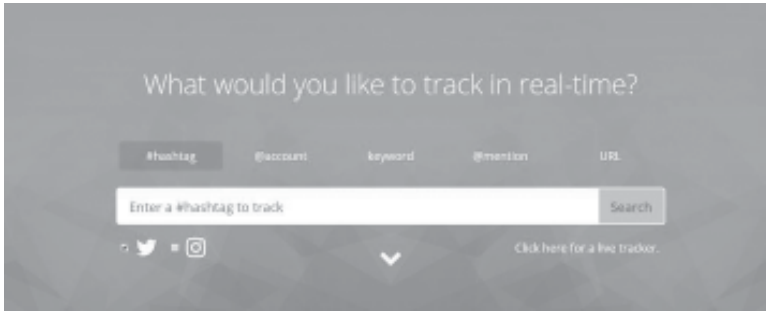 What would you like to track in real-time?
#hashtag @account keyword @mention URL
Enter a #hashtag to track Search
Click here for a live tracker.